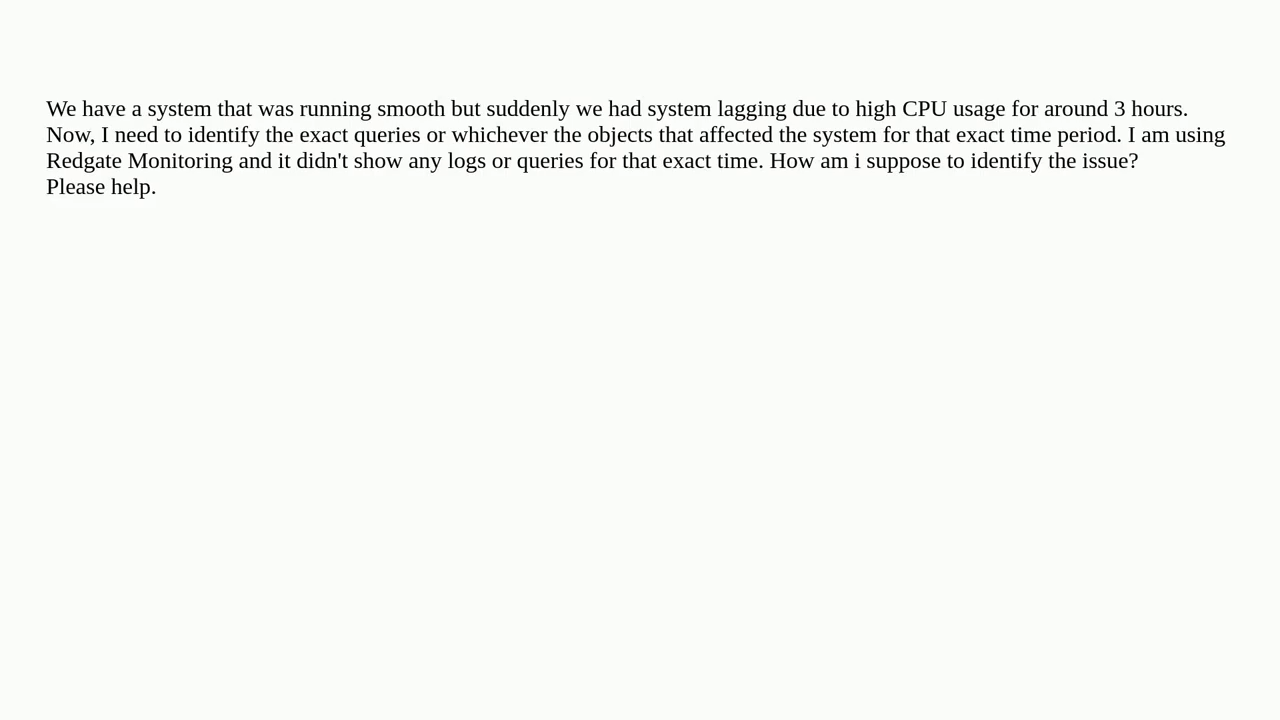 We have a system that was running smooth but suddenly we had system lagging due to high CPU usage for around 3 hours.
Now, I need to identify the exact queries or whichever the objects that affected the system for that exact time period. I am using
Redgate Monitoring and it didn't show any logs or queries for that exact time. How am i suppose to identify the issue?
Please help.